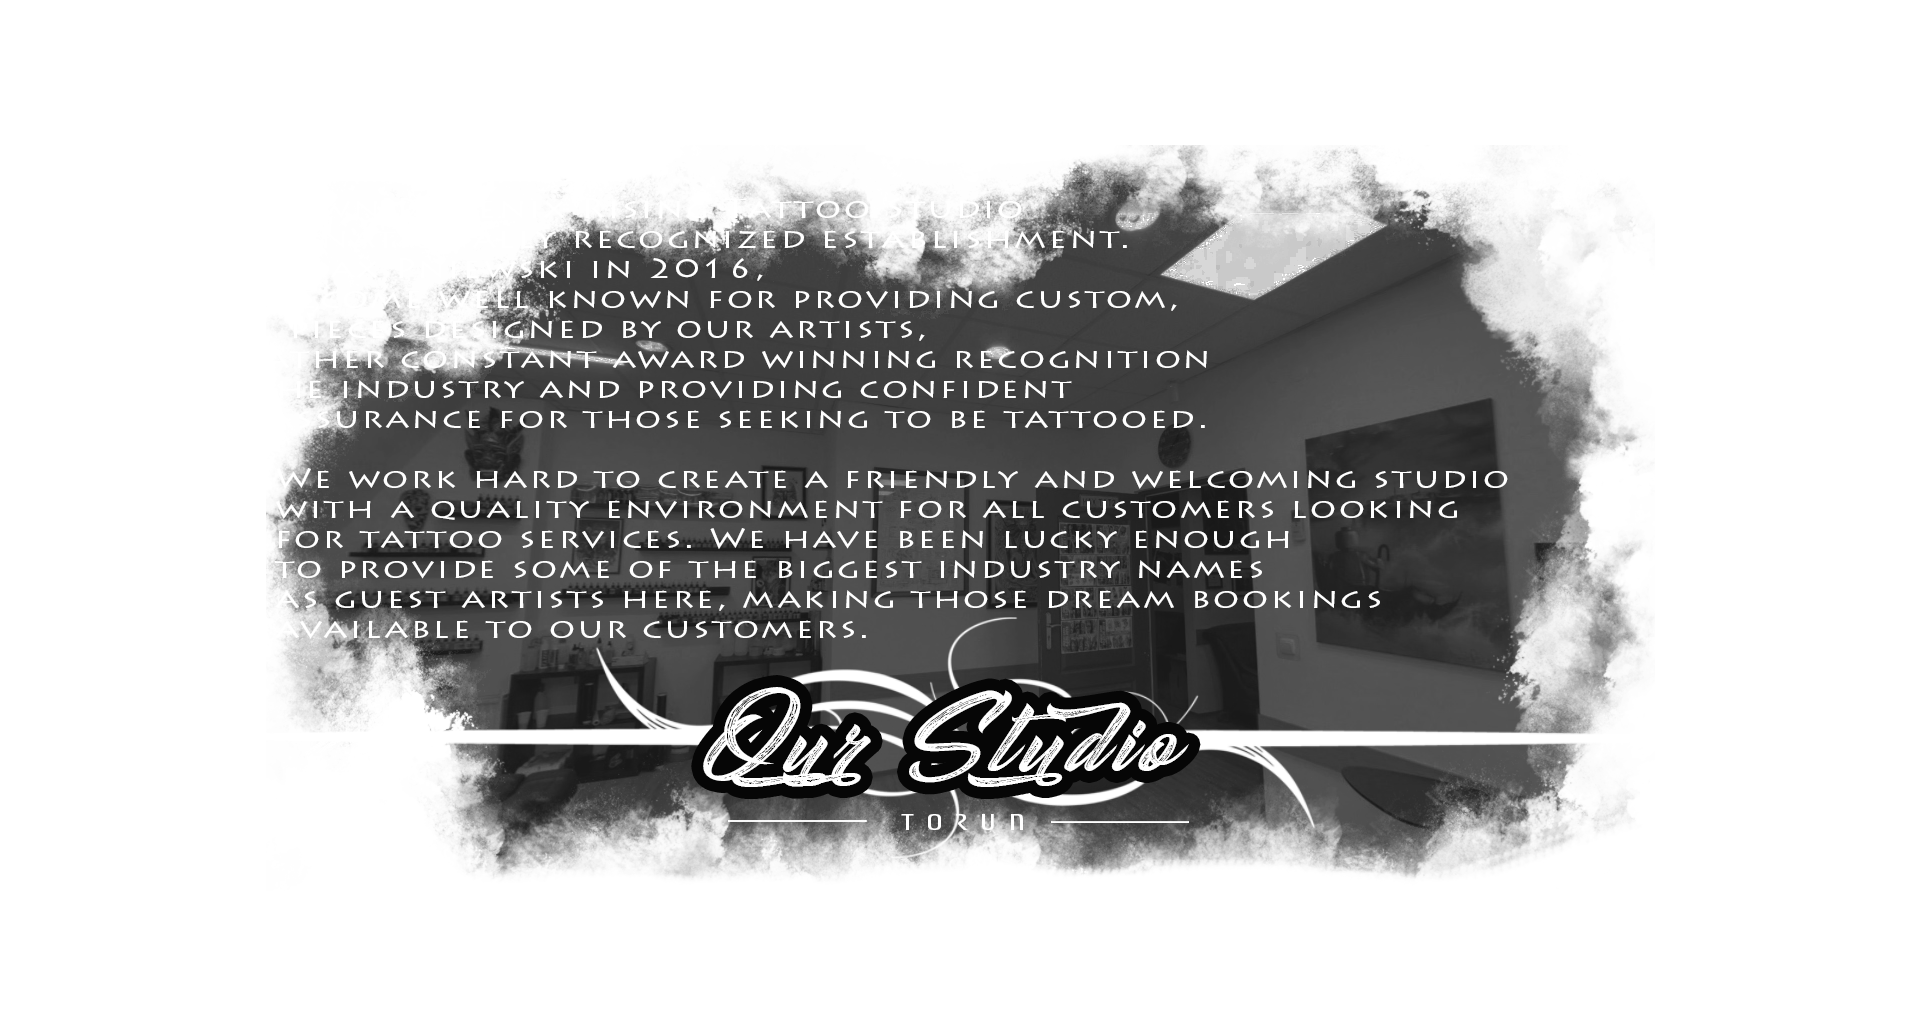 TATTOO STUDIO
RECOGNIZED ESTABLISHMENT.
IN 2016,
WELL KNOWN FOR PROVIDING CUSTOM,
DESIGNED BY OUR ARTISTS,
CONSTANT AWARD WINNING RECOGNITION
INDUSTRY AND PROVIDING CONFIDENT
FOR THOSE SEEKING TO BE TATTOOED.
WE WORK HARD TO CREATE A FRIENDLY AND WELCOMING STUDIO
WITH A QUALITY ENVIRONMENT FOR ALL CUSTOMERS LOOKING
FOR TATTOO SERVICES. WE HAVE BEEN LUCKY ENOUGH
TO PROVIDE SOME OF THE BIGGEST INDUSTRY NAMES
AS GUEST ARTISTS HERE, MAKING THOSE DREAM BOOKINGS
AVAILABLE TO OUR CUSTOMERS.
Our Studio
TORUN